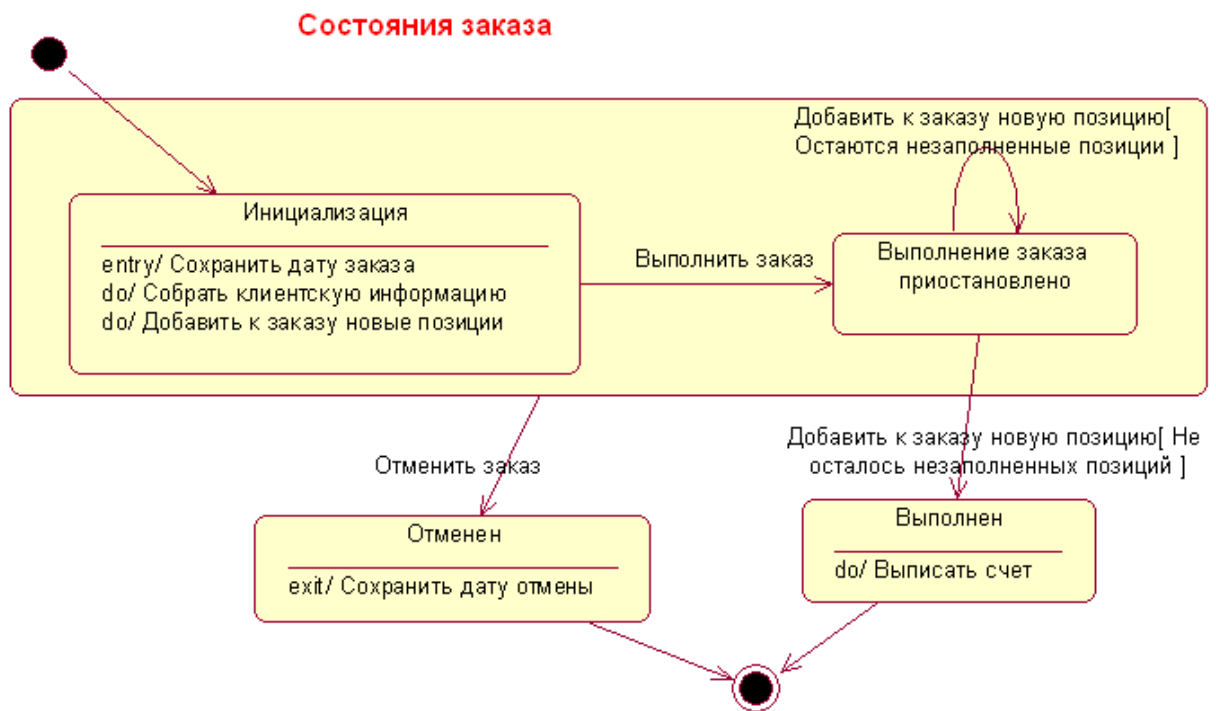 Состояния заказа
Добавить к заказу новую позицию[
Остаются незаполненные позиции ]
Инициализация
entry/ Сохранить дату заказа
do/ Собрать клиентскую информацию
do/ Добавить к заказу новые позиции
Выполнить заказ
Выполнение заказа
приостановлено
Отменить заказ
Добавить к заказу новую позицию[ Не
осталось незаполненных позиций ]
Отменен
exit/ Сохранить дату отмены
Выполнен
do/ Выписать счет